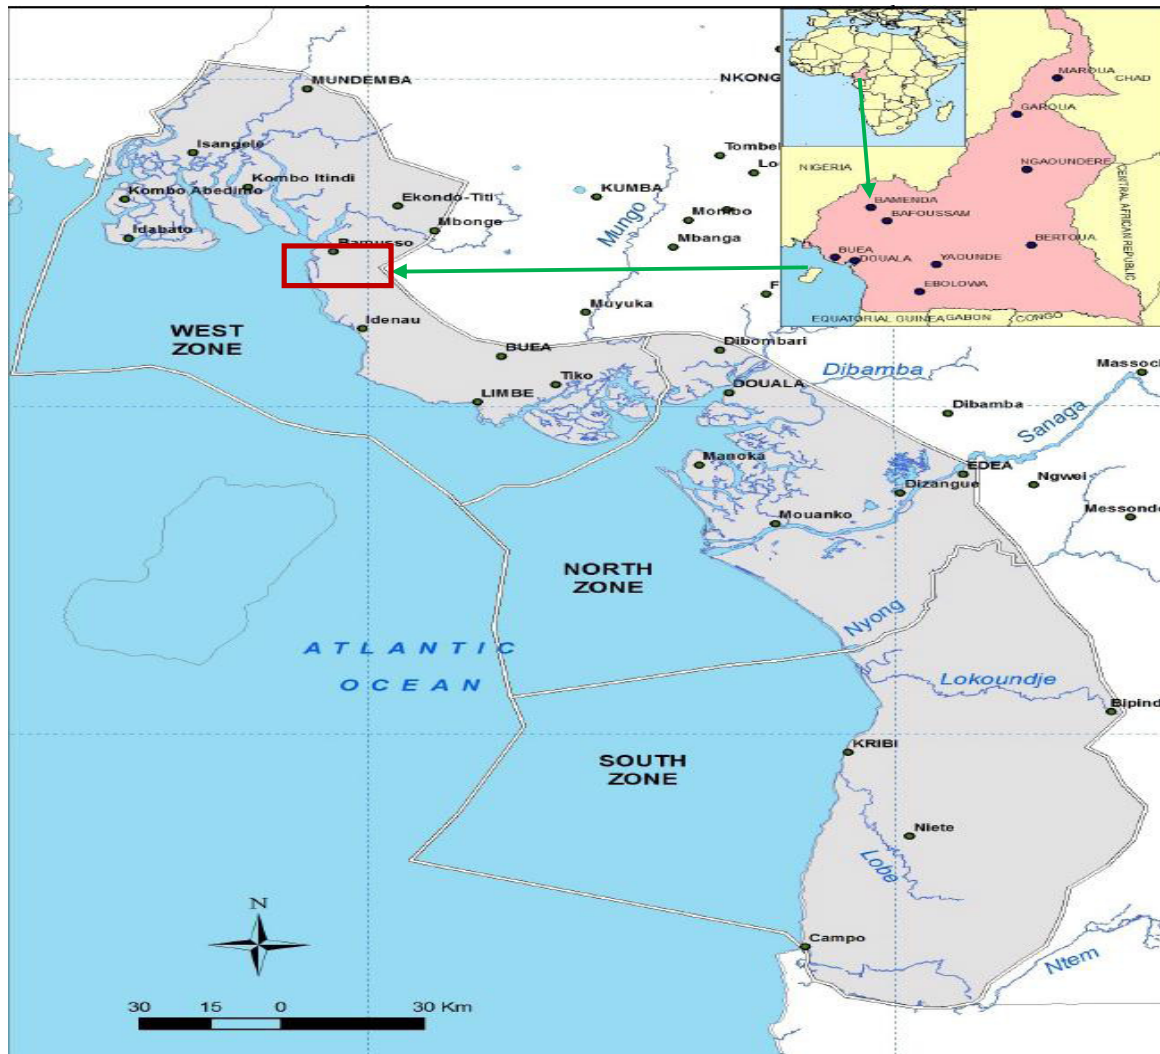 MUNDEMBA
NKONG
Isangele
Tombel
Kombo Itindi
Kombo Abedimo
Ekondo-Titi
KUMBA
Mungo
Mombo
Idabato
Mbonge
Mbanga
Bamusso
Muyuka
Idenau
WEST
ZONE
BUEA
Dibombari
Tiko
LIMBE
DOUALA
Dibamba
Massoci
Dibamba
Sanaga
Manoka
EDEA
Dizangue
Ngwei
Mouanko
Messondo
NORTH
ZONE
Nyong
ATLANTIC
OCEAN
Lokoundje
Bipind
KRIBI
SOUTH
ZONE
Niete
Lobe
Campo
Ntem
N
30 15 0 30 Km
MAROUA
CHAD
GAROUA
NIGERIA
NGAOUNDERE
CENTRAL AFRICAN REPUBLIC
BAMENDA
BAFOUSSAM
BERTOUA
BUEA
DOUALA
YAOUNDE
EBOLOWA
EQUATORIAL GUINEA
GABON
CONGO